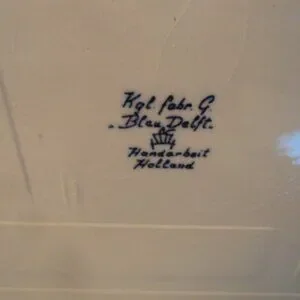 Kgl fabr. G.
Blau Delft.
Handarbeit
Holland